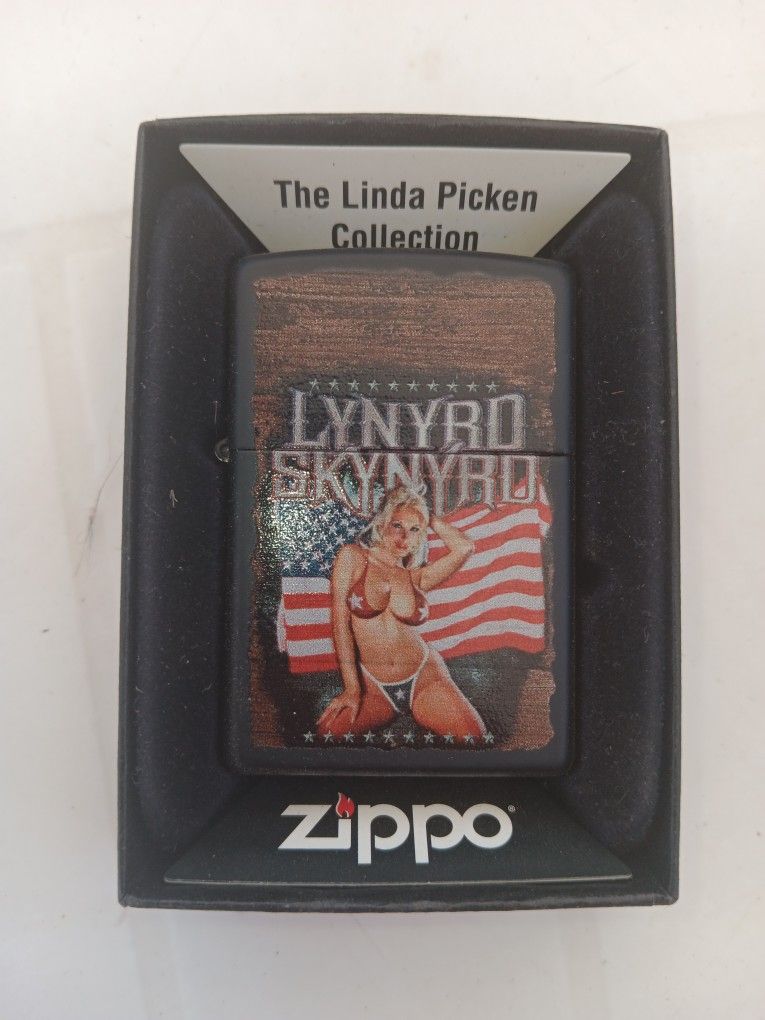 The Linda Picken
Collection
LYNYRD
SKYNYRD
zippo®